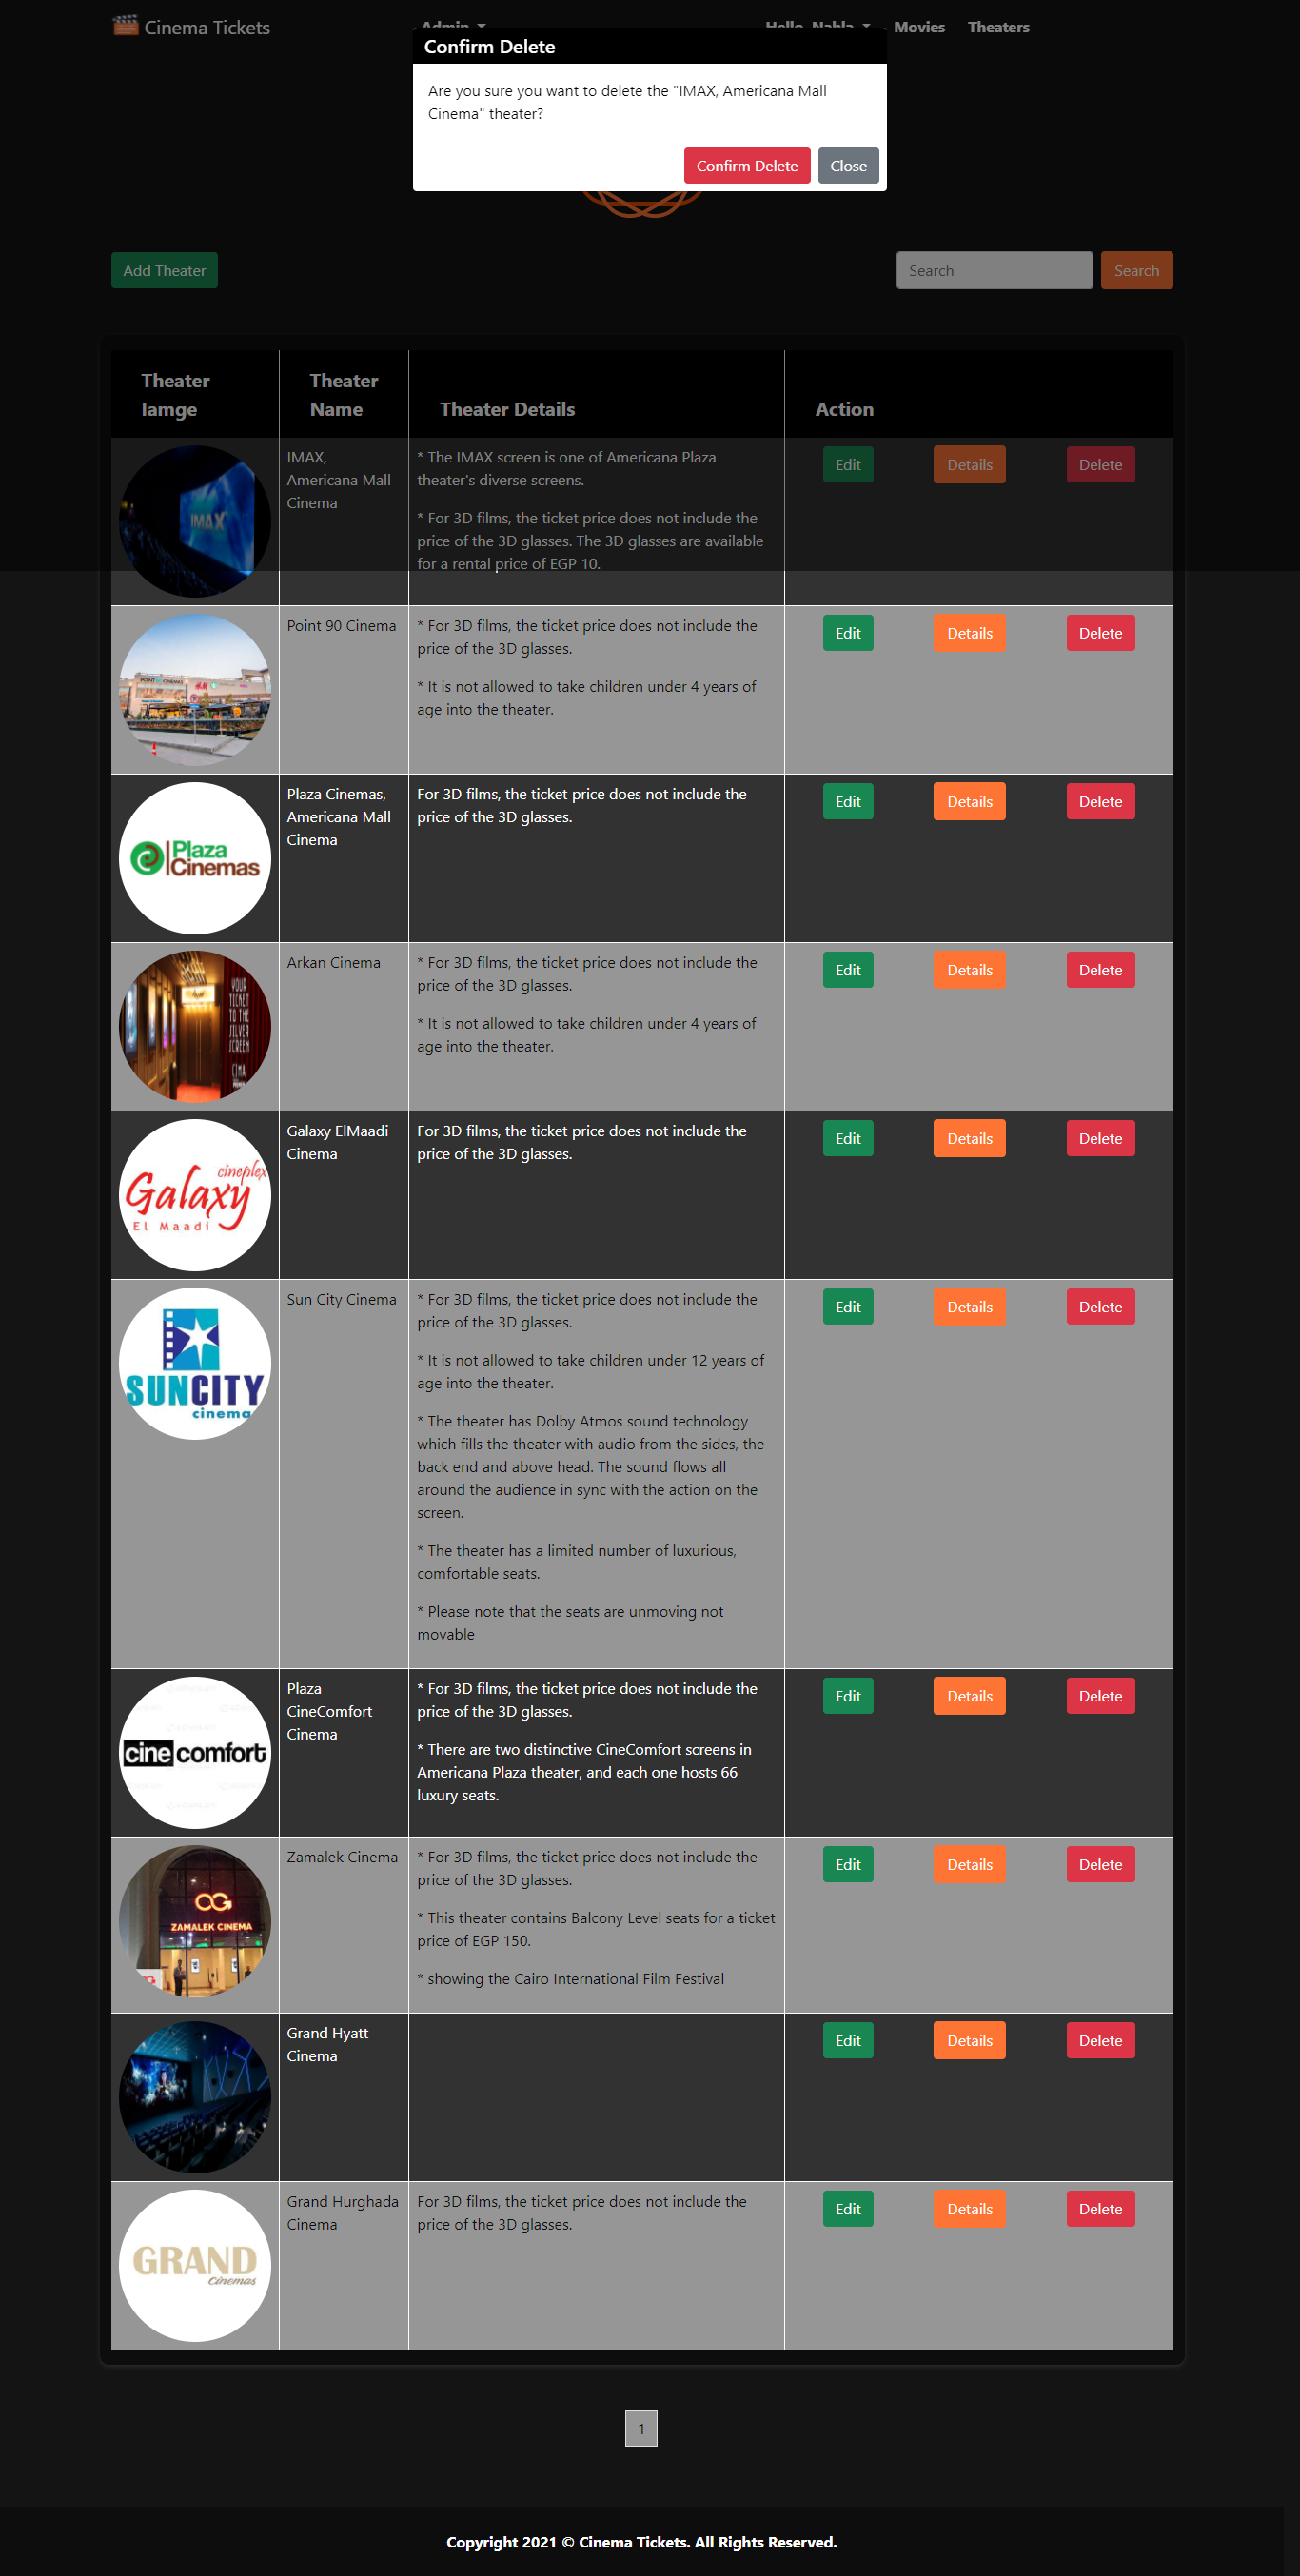 Cinema Tickets
Admin
Hello, Nabla
Movies
Theaters
Confirm Delete
Are you sure you want to delete the "IMAX, Americana Mall
Cinema" theater?
Confirm Delete
Close
Add Theater
Search
Search
Theater
Iamge
Theater
Name
Theater Details
Action
IMAX
IMAX,
Americana Mall
Cinema
* The IMAX screen is one of Americana Plaza
theater's diverse screens.
* For 3D films, the ticket price does not include the
price of the 3D glasses. The 3D glasses are available
for a rental price of EGP 10.
Edit
Details
Delete
H&M
Point 90 Cinema
* For 3D films, the ticket price does not include the
price of the 3D glasses.
* It is not allowed to take children under 4 years of
age into the theater.
Edit
Details
Delete
Plaza
Cinemas
Plaza Cinemas,
Americana Mall
Cinema
For 3D films, the ticket price does not include the
price of the 3D glasses.
Edit
Details
Delete
YOUR
TICKET
TO THE
SILVER
SCREEN
Arkan Cinema
* For 3D films, the ticket price does not include the
price of the 3D glasses.
* It is not allowed to take children under 4 years of
age into the theater.
Edit
Details
Delete
cineplex
Galaxy
El Maadi
Galaxy ElMaadi
Cinema
For 3D films, the ticket price does not include the
price of the 3D glasses.
Edit
Details
Delete
SUNCITY
cinema
Sun City Cinema
* For 3D films, the ticket price does not include the
price of the 3D glasses.
* It is not allowed to take children under 12 years of
age into the theater.
* The theater has Dolby Atmos sound technology
which fills the theater with audio from the sides, the
back end and above head. The sound flows all
around the audience in sync with the action on the
screen.
* The theater has a limited number of luxurious,
comfortable seats.
* Please note that the seats are unmoving not
movable
Edit
Details
Delete
cine comfort
Plaza
CineComfort
Cinema
* For 3D films, the ticket price does not include the
price of the 3D glasses.
* There are two distinctive CineComfort screens in
Americana Plaza theater, and each one hosts 66
luxury seats.
Edit
Details
Delete
ZAMALEK CINEMA
Zamalek Cinema
* For 3D films, the ticket price does not include the
price of the 3D glasses.
* This theater contains Balcony Level seats for a ticket
price of EGP 150.
* showing the Cairo International Film Festival
Edit
Details
Delete
Grand Hyatt
Cinema
Edit
Details
Delete
GRAND
Cinemas
Grand Hurghada
Cinema
For 3D films, the ticket price does not include the
price of the 3D glasses.
Edit
Details
Delete
1
Copyright 2021 © Cinema Tickets. All Rights Reserved.